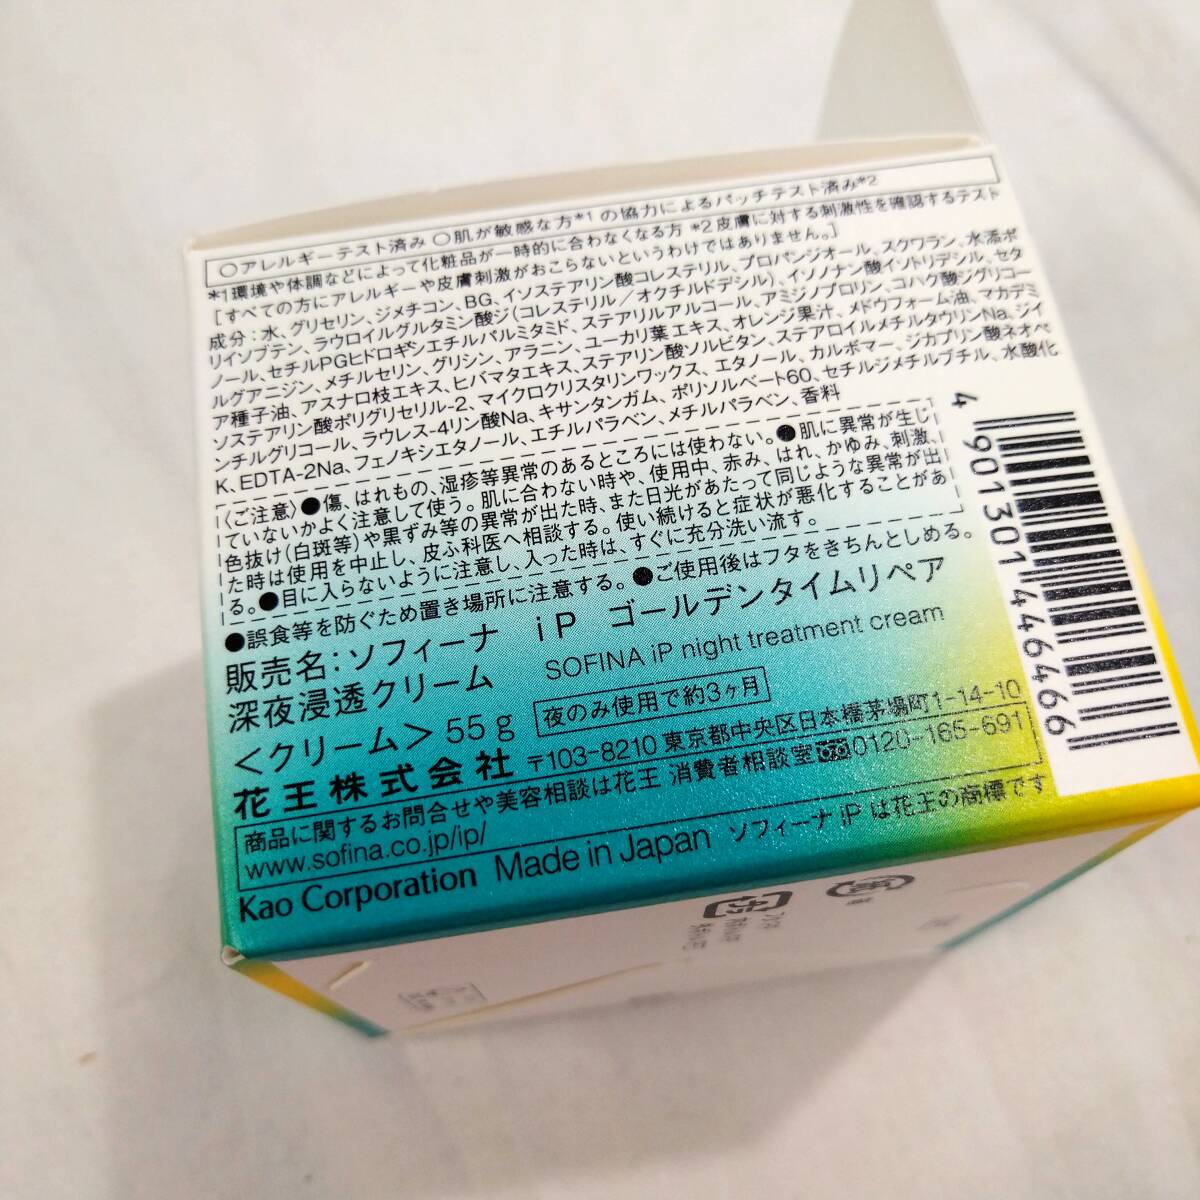 ○アレルギーテスト済み ○肌が敏感な方*1の協力によるパッチテスト済み*2
*1環境や体調などによって化粧品が一時的に合わなくなる方 *2皮膚に対する刺激性を確認するテスト
[すべての方にアレルギーや皮膚刺激がおこらないというわけではありません。]
成分:水、グリセリン、ジメチコン、BG、イソステアリン酸コレステリル、プロパンジオール、スクワラン、水添ポ
リイソブテン、ラウロイルグルタミン酸ジ(コレステリル/オクチルドデシル)、イソノナン酸イソトリデシル、セタ
ノール、セチルPGヒドロキシエチルパルミタミド、ステアリルアルコール、アミジノプロリン、コハク酸ジグリコー
ルグアニジン、メチルセリン、グリシン、アラニン、ユーカリ葉エキス、オレンジ果汁、メドウフォーム油、マカデミ
ア種子油、アスナロ枝エキス、ヒバマタエキス、ステアリン酸ソルビタン、ステアロイルメチルタウリンNa、ジイ
ソステアリン酸ポリグリセリル-2、マイクロクリスタリンワックス、エタノール、カルボマー、ジカプリン酸ネオペ
ンチルグリコール、ラウレス-4リン酸Na、キサンタンガム、ポリソルベート60、セチルジメチルブチル、水酸化
K、EDTA-2Na、フェノキシエタノール、エチルパラベン、メチルパラベン、香料
〈ご注意〉●傷、はれもの、湿疹等異常のあるところには使わない。●肌に異常が生じ
ていないかよく注意して使う。肌に合わない時や、使用中、赤み、はれ、かゆみ、刺激、
色抜け(白斑等)や黒ずみ等の異常が出た時、また日光があたって同じような異常が出
た時は使用を中止し、皮ふ科医へ相談する。使い続けると症状が悪化することがあ
る。●目に入らないように注意し、入った時は、すぐに充分洗い流す。
●誤食等を防ぐため置き場所に注意する。●ご使用後はフタをきちんとしめる。
販売名:ソフィーナ iP ゴールデンタイムリペア
深夜浸透クリーム SOFINA iP night treatment cream
<クリーム> 55g 夜のみ使用で約3ヶ月
花王株式会社 〒103-8210 東京都中央区日本橋茅場町1-14-10
商品に関するお問合せや美容相談は花王 消費者相談室 0120-165-691
www.sofina.co.jp/ip/
Kao Corporation Made in Japan ソフィーナ iP は花王の商標です
4 901301 446466